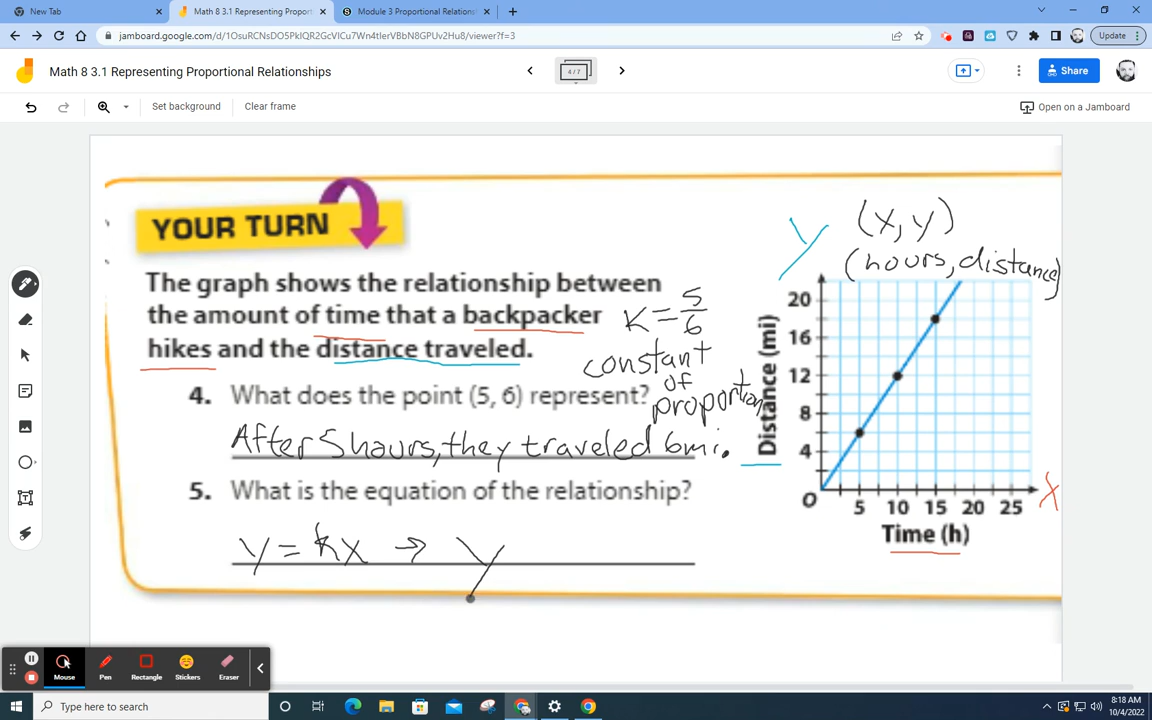 New Tab
Math 8 3.1 Representing Propor
Module 3 Proportional Relations
jamboard.google.com/d/1OsuRCNsDO5PkIQR2GcVICu7Wn4tlerVBbN8GPUv2Hu8/viewer?f=3
Update
Math 8 3.1 Representing Proportional Relationships
4 / 7
Share
Set background
Clear frame
Open on a Jamboard
YOUR TURN
The graph shows the relationship between
the amount of time that a backpacker
hikes and the distance traveled.
K = 5/6
constant
of
proportion
4. What does the point (5, 6) represent?
After 5 hours, they traveled 6 mi.
5. What is the equation of the relationship?
y = kx → y
y
(x, y)
(hours, distance)
Distance (mi)
20
16
12
8
4
O
5 10 15 20 25
X
Time (h)
Mouse
Pen
Rectangle
Stickers
Eraser
Type here to search
8:18 AM
10/4/2022